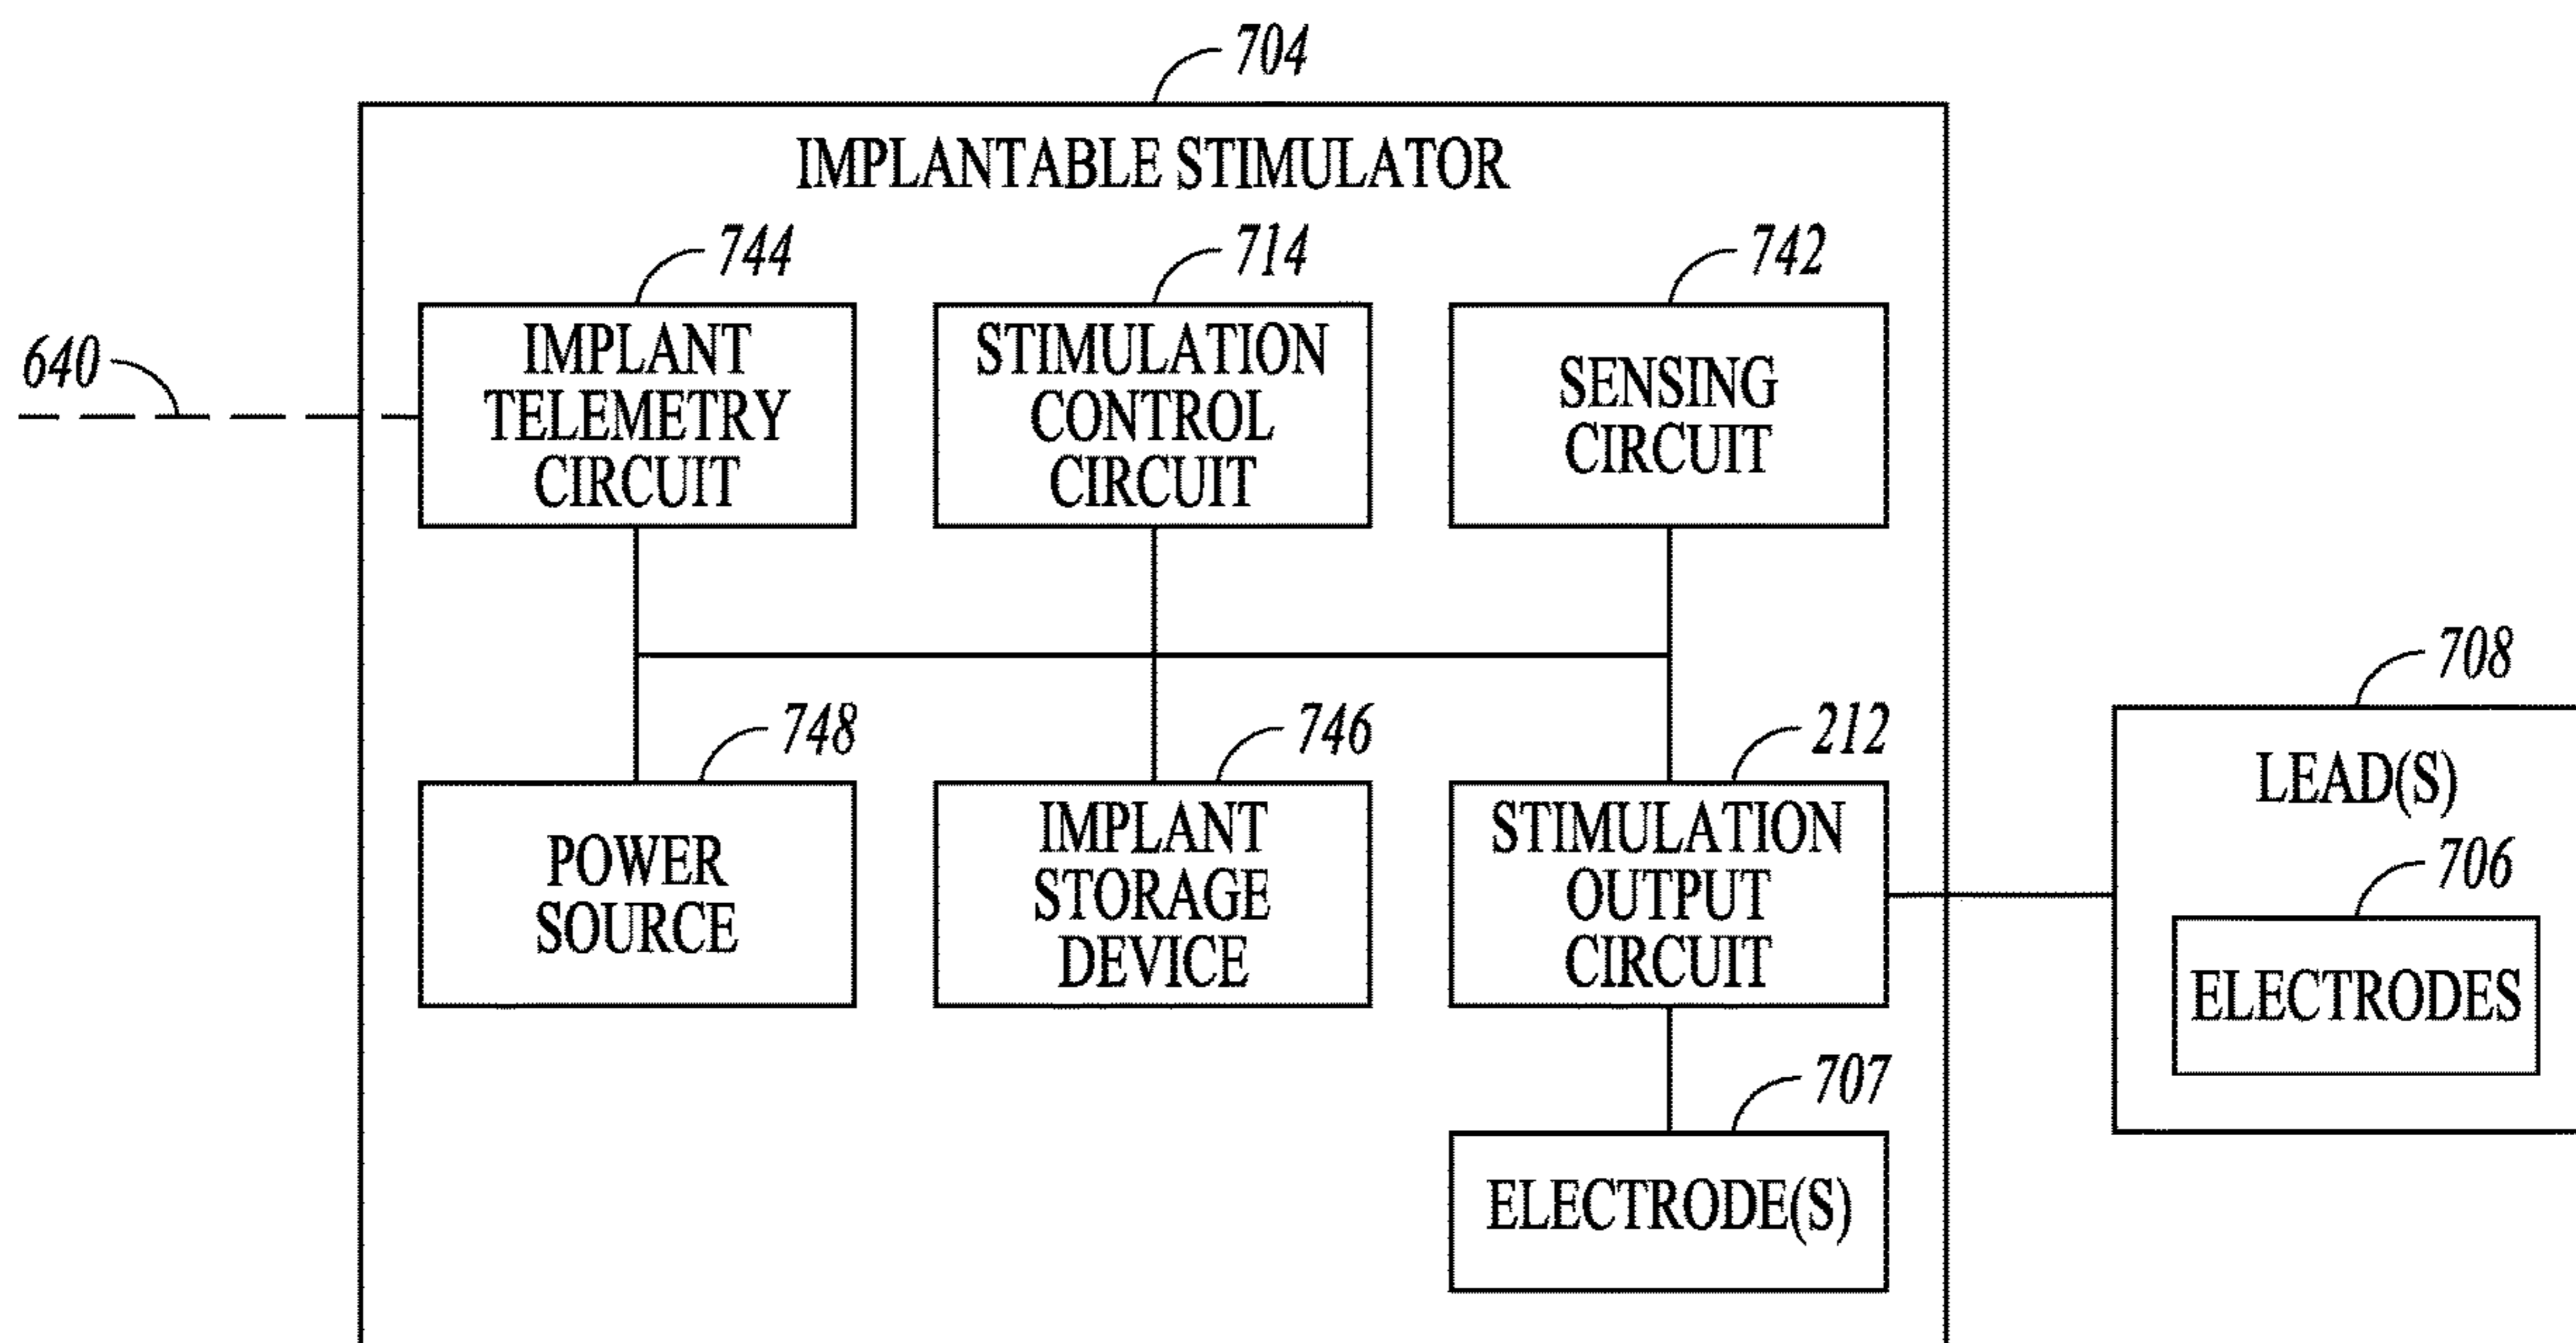 704
IMPLANTABLE STIMULATOR
744
714
742
640
IMPLANT
TELEMETRY
CIRCUIT
STIMULATION
CONTROL
CIRCUIT
SENSING
CIRCUIT
708
748
746
212
LEAD(S)
POWER
SOURCE
IMPLANT
STORAGE
DEVICE
STIMULATION
OUTPUT
CIRCUIT
706
ELECTRODES
707
ELECTRODE(S)